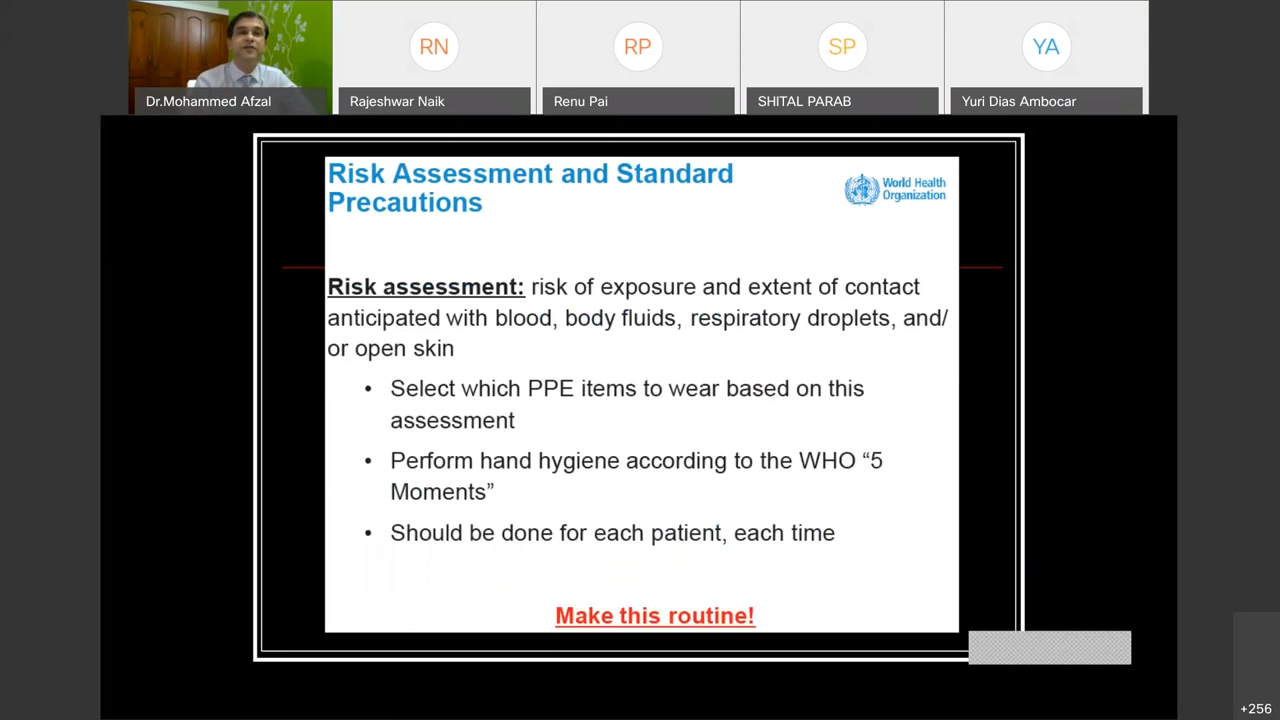 RN
RP
SP
YA
Dr.Mohammed Afzal
Rajeshwar Naik
Renu Pai
SHITAL PARAB
Yuri Dias Ambocar
Risk Assessment and Standard
Precautions
World Health
Organization
Risk assessment: risk of exposure and extent of contact
anticipated with blood, body fluids, respiratory droplets, and/
or open skin
• Select which PPE items to wear based on this
assessment
• Perform hand hygiene according to the WHO “5
Moments”
• Should be done for each patient, each time
Make this routine!
+256